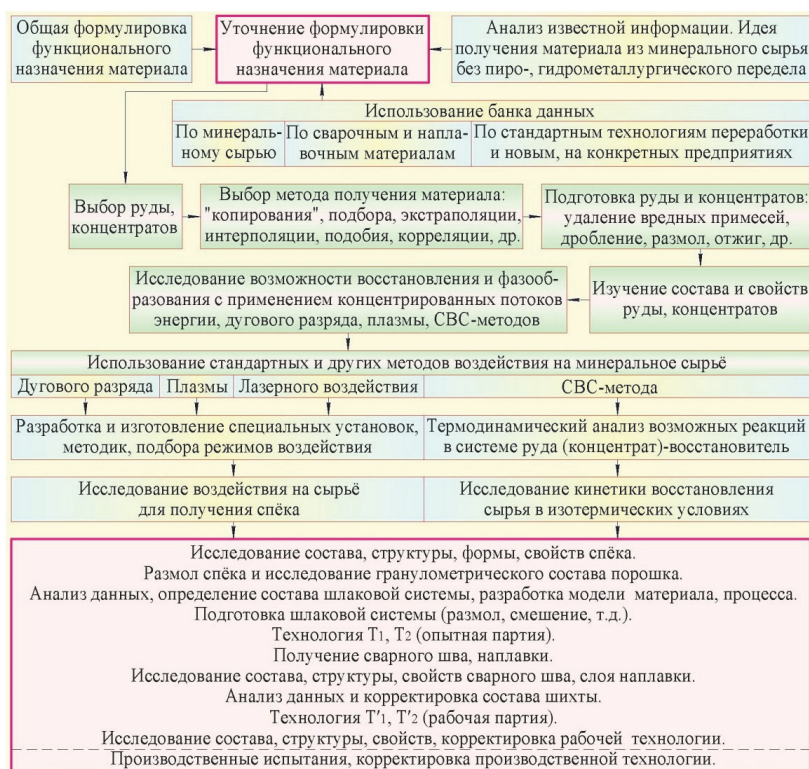 Общая формулировка
функционального
назначения материала
Уточнение формулировки
функционального
назначения материала
Анализ известной информации. Идея
получения материала из минерального сырья
без пиро-, гидрометаллургического передела
Использование банка данных
По минераль-
ному сырью
По сварочным и напла-
вочным материалам
По стандартным технологиям переработки
и новым, на конкретных предприятиях
Выбор руды,
концентратов
Выбор метода получения материала:
"копирования", подбора, экстраполяции,
интерполяции, подобия, корреляции, др.
Подготовка руды и концентратов:
удаление вредных примесей,
дробление, размол, отжиг, др.
Исследование возможности восстановления и фазооб-
разования с применением концентрированных потоков
энергии, дугового разряда, плазмы, СВС-методов
Изучение состава и свойств
руды, концентратов
Использование стандартных и других методов воздействия на минеральное сырьё
Дугового разряда
Плазмы
Лазерного воздействия
СВС-метода
Разработка и изготовление специальных установок,
методик, подбора режимов воздействия
Термодинамический анализ возможных реакций
в системе руда (концентрат)-восстановитель
Исследование воздействия на сырьё
для получения спёка
Исследование кинетики восстановления
сырья в изотермических условиях
Исследование состава, структуры, формы, свойств спёка.
Размол спёка и исследование гранулометрического состава порошка.
Анализ данных, определение состава шлаковой системы, разработка модели материала, процесса.
Подготовка шлаковой системы (размол, смешение, т.д.).
Технология Т₁, Т₂ (опытная партия).
Получение сварного шва, наплавки.
Исследование состава, структуры, свойств сварного шва, слоя наплавки.
Анализ данных и корректировка состава шихты.
Технология Т′₁, Т′₂ (рабочая партия).
Исследование состава, структуры, свойств, корректировка рабочей технологии.
Производственные испытания, корректировка производственной технологии.